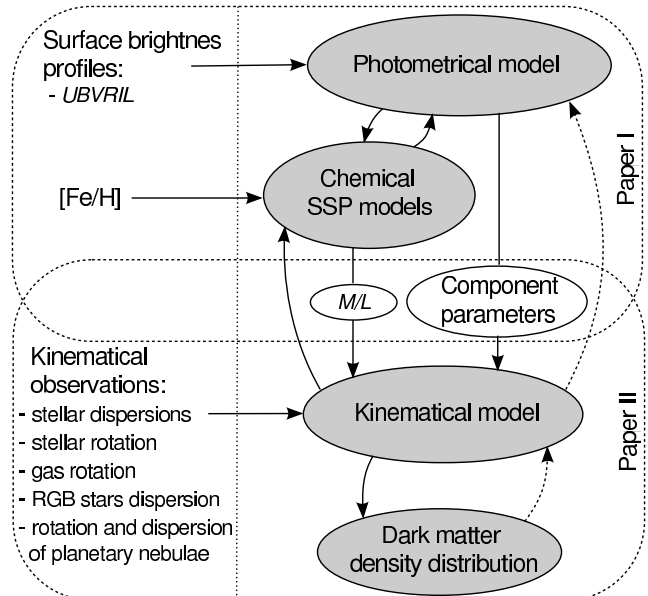 Surface brightnes
profiles:
- UBVRIL
Photometrical model
[Fe/H]
Chemical
SSP models
Paper I
M/L
Component
parameters
Kinematical
observations:
- stellar dispersions
- stellar rotation
- gas rotation
- RGB stars dispersion
- rotation and dispersion
of planetary nebulae
Kinematical model
Paper II
Dark matter
density distribution